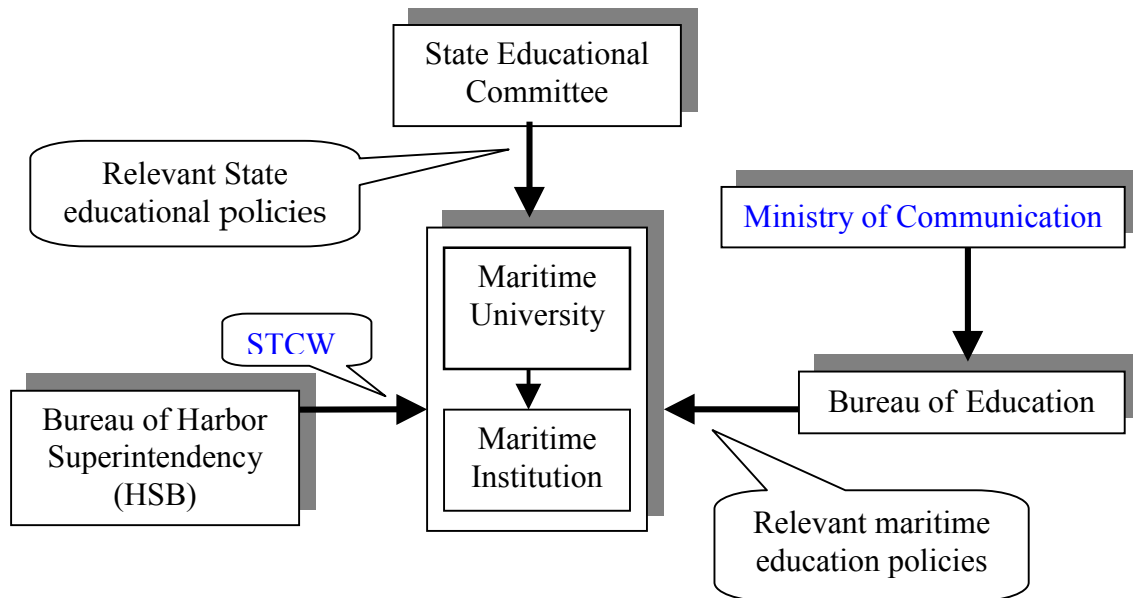 State Educational
Committee
Relevant State
educational policies
Ministry of Communication
Maritime
University
STCW
Bureau of Harbor
Superintendency
(HSB)
Maritime
Institution
Bureau of Education
Relevant maritime
education policies